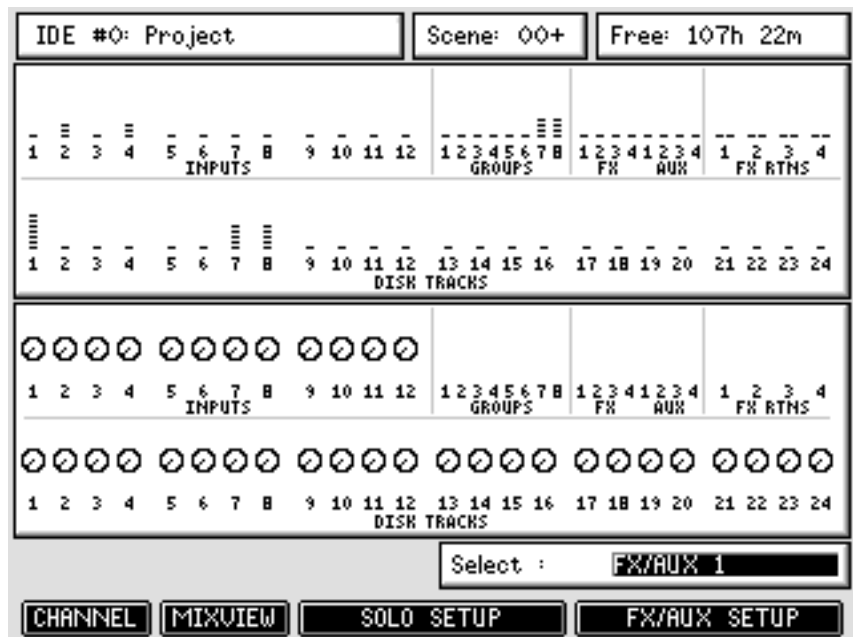 IDE #0: Project Scene: 00+ Free: 107h 22m
1 2 3 4 5 6 7 8 9 10 11 12 1 2 3 4 5 6 7 8 1 2 3 4 1 2 3 4 1 2 3 4
INPUTS GROUPS FX AUX FX RTNS
1 2 3 4 5 6 7 8 9 10 11 12 13 14 15 16 17 18 19 20 21 22 23 24
DISK TRACKS
1 2 3 4 5 6 7 8 9 10 11 12 1 2 3 4 5 6 7 8 1 2 3 4 1 2 3 4 1 2 3 4
INPUTS GROUPS FX AUX FX RTNS
1 2 3 4 5 6 7 8 9 10 11 12 13 14 15 16 17 18 19 20 21 22 23 24
DISK TRACKS
Select : FX/AUX 1
CHANNEL MIXVIEW SOLO SETUP FX/AUX SETUP